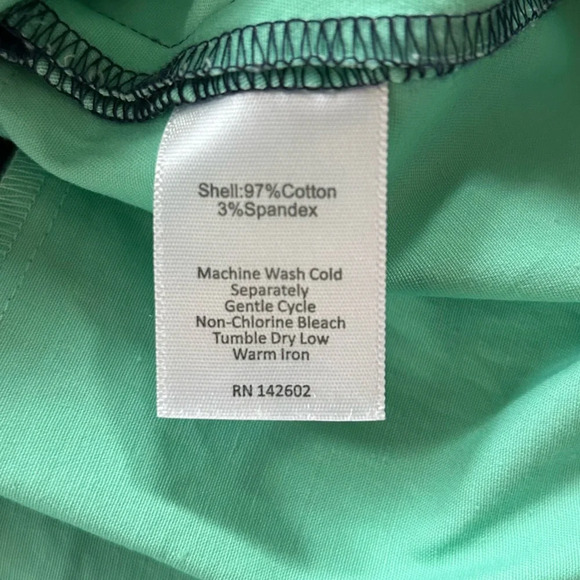 Shell:97%Cotton
3%Spandex
Machine Wash Cold
Separately
Gentle Cycle
Non-Chlorine Bleach
Tumble Dry Low
Warm Iron
RN 142602